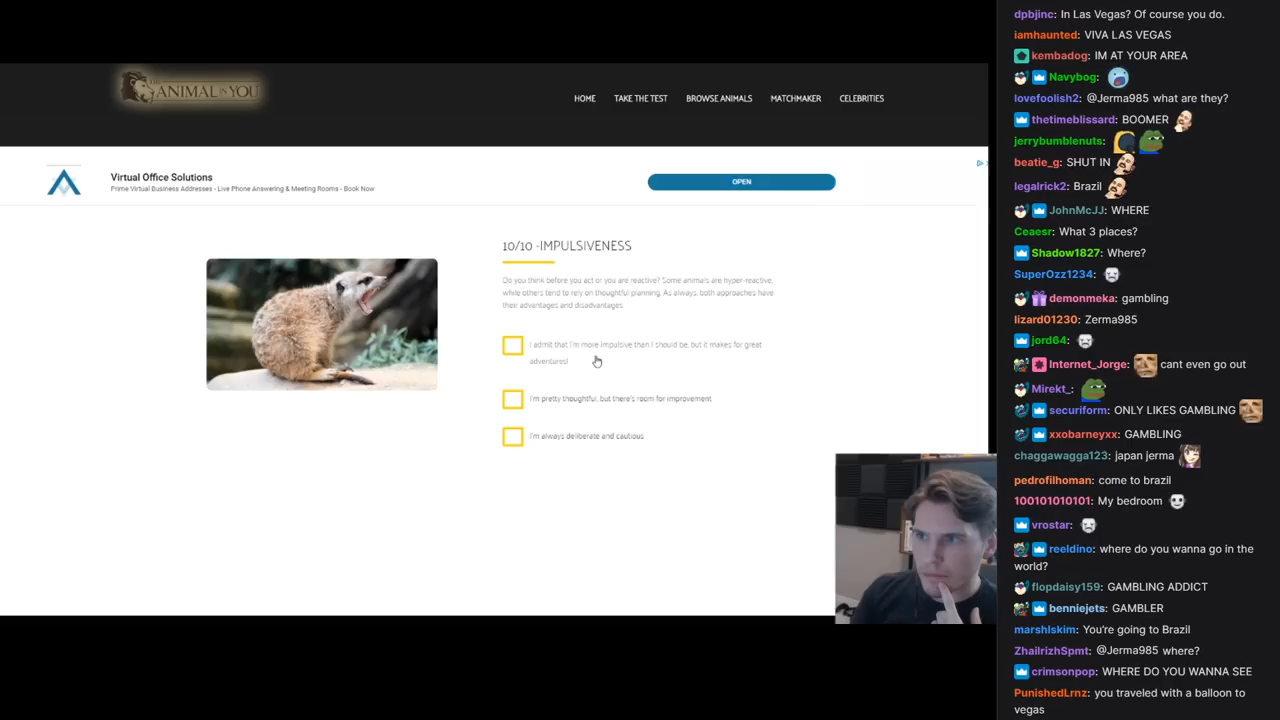 THE
ANIMAL IN YOU
HOME
TAKE THE TEST
BROWSE ANIMALS
MATCHMAKER
CELEBRITIES
Virtual Office Solutions
Prime Virtual Business Addresses - Live Phone Answering & Meeting Rooms - Book Now
OPEN
10/10 -IMPULSIVENESS
Do you think before you act or you are reactive? Some animals are hyper-reactive,
while others tend to rely on thoughtful planning. As always, both approaches have
their advantages and disadvantages.
I admit that I'm more impulsive than I should be, but it makes for great
adventures!
I'm pretty thoughtful, but there's room for improvement
I'm always deliberate and cautious
dpbjinc: In Las Vegas? Of course you do.
iamhaunted: VIVA LAS VEGAS
kembadog: IM AT YOUR AREA
Navybog:
lovefoolish2: @Jerma985 what are they?
thetimeblissard: BOOMER
jerrybumblenuts:
beatie_g: SHUT IN
legalrick2: Brazil
JohnMcJJ: WHERE
Ceaesr: What 3 places?
Shadow1827: Where?
SuperOzz1234:
demonmeka: gambling
lizard01230: Zerma985
jord64:
Internet_Jorge: cant even go out
Mirekt_:
securiform: ONLY LIKES GAMBLING
xxobarneyxx: GAMBLING
chaggawagga123: japan jerma
pedrofilhoman: come to brazil
100101010101: My bedroom
vrostar:
reeldino: where do you wanna go in the
world?
flopdaisy159: GAMBLING ADDICT
benniejets: GAMBLER
marshlskim: You're going to Brazil
ZhailrizhSpmt: @Jerma985 where?
crimsonpop: WHERE DO YOU WANNA SEE
PunishedLrnz: you traveled with a balloon to
vegas